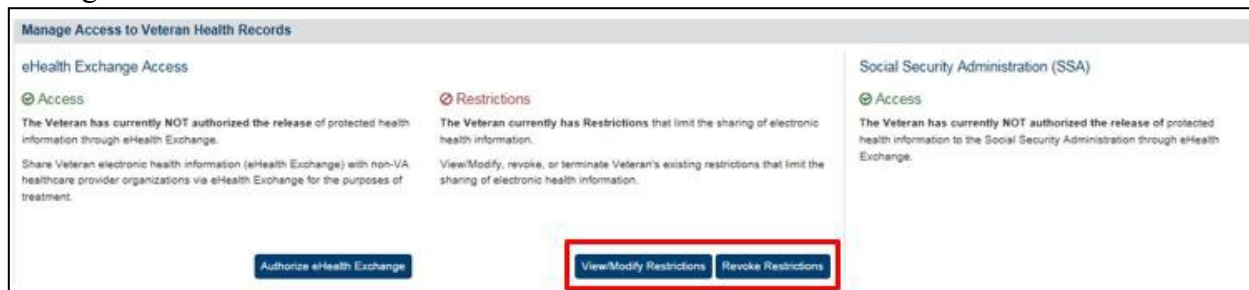 Manage Access to Veteran Health Records
eHealth Exchange Access
Access
The Veteran has currently NOT authorized the release of protected health
information through eHealth Exchange.
Share Veteran electronic health information (eHealth Exchange) with non-VA
healthcare provider organizations via eHealth Exchange for the purposes of
treatment.
Authorize eHealth Exchange
Restrictions
The Veteran currently has Restrictions that limit the sharing of electronic
health information.
View/Modify, revoke, or terminate Veteran's existing restrictions that limit the
sharing of electronic health information.
View/Modify Restrictions
Revoke Restrictions
Social Security Administration (SSA)
Access
The Veteran has currently NOT authorized the release of protected
health information to the Social Security Administration through eHealth
Exchange.